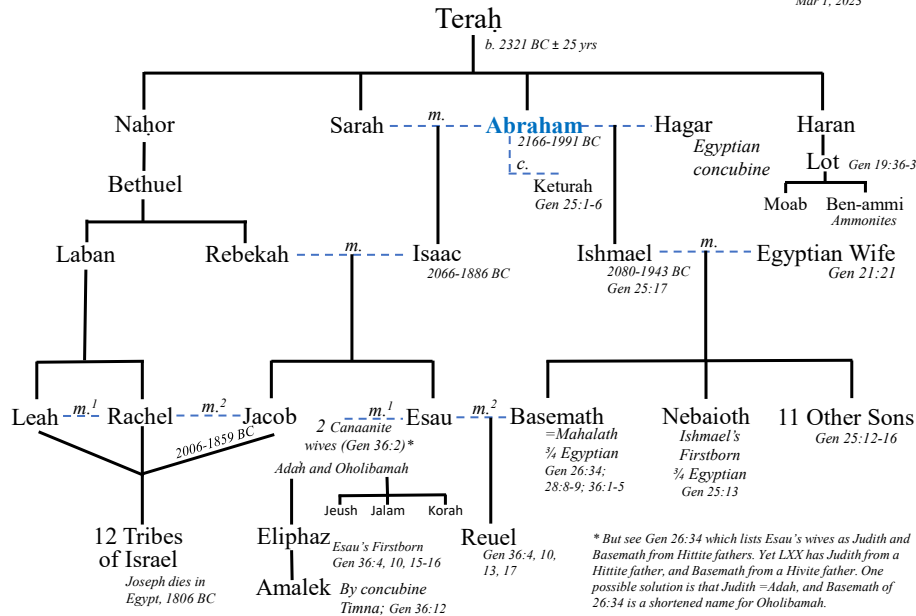 Mar 1, 2023
Teraḥ
b. 2321 BC ± 25 yrs
Naḥor
Sarah
m.
Abraham
Hagar
Haran
2166-1991 BC
Egyptian
concubine
Lot
Gen 19:36-3
Bethuel
c.
Keturah
Gen 25:1-6
Moab
Ben-ammi
Ammonites
Laban
Rebekah
m.
Isaac
2066-1886 BC
Ishmael
2080-1943 BC
Gen 25:17
m.
Egyptian Wife
Gen 21:21
Leah
m.¹
Rachel
m.²
Jacob
2006-1859 BC
m.¹
Esau
m.²
2 Canaanite
wives (Gen 36:2)*
Adah and Oholibamah
Basemath
=Mahalath
¾ Egyptian
Gen 26:34;
28:8-9; 36:1-5
Nebaioth
Ishmael's
Firstborn
¾ Egyptian
Gen 25:13
11 Other Sons
Gen 25:12-16
Jeush
Jalam
Korah
12 Tribes
of Israel
Joseph dies in
Egypt, 1806 BC
Eliphaz
Esau's Firstborn
Gen 36:4, 10, 15-16
Amalek
By concubine
Timna; Gen 36:12
Reuel
Gen 36:4, 10,
13, 17
* But see Gen 26:34 which lists Esau's wives as Judith and
Basemath from Hittite fathers. Yet LXX has Judith from a
Hittite father, and Basemath from a Hivite father. One
possible solution is that Judith =Adah, and Basemath of
26:34 is a shortened name for Oholibamah.